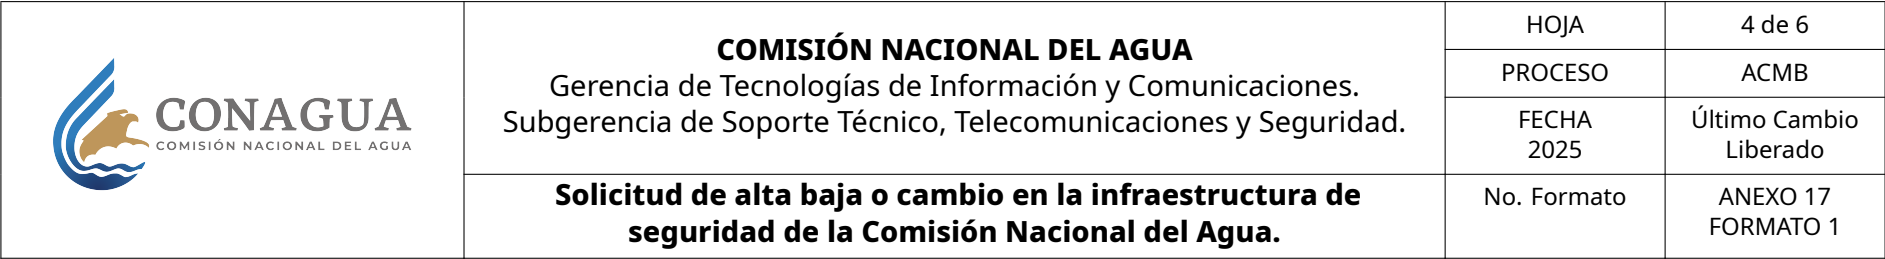 CONAGUA
COMISIÓN NACIONAL DEL AGUA
COMISIÓN NACIONAL DEL AGUA
Gerencia de Tecnologías de Información y Comunicaciones.
Subgerencia de Soporte Técnico, Telecomunicaciones y Seguridad.
Solicitud de alta baja o cambio en la infraestructura de
seguridad de la Comisión Nacional del Agua.
HOJA
4 de 6
PROCESO
ACMB
FECHA
2025
Último Cambio
Liberado
No. Formato
ANEXO 17
FORMATO 1